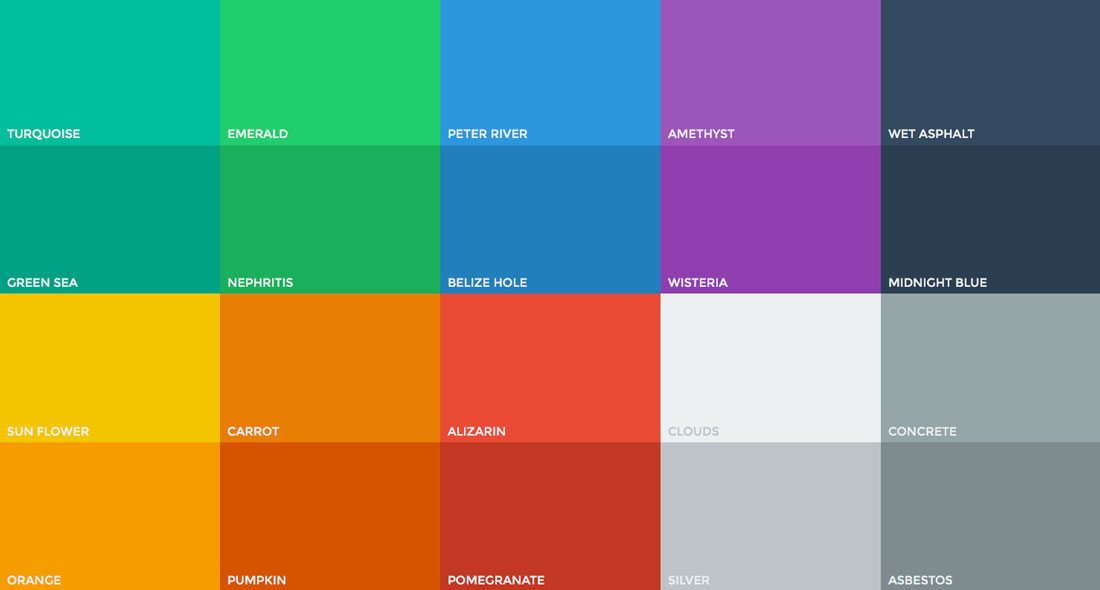 TURQUOISE
EMERALD
PETER RIVER
AMETHYST
WET ASPHALT
GREEN SEA
NEPHRITIS
BELIZE HOLE
WISTERIA
MIDNIGHT BLUE
SUN FLOWER
CARROT
ALIZARIN
CLOUDS
CONCRETE
ORANGE
PUMPKIN
POMEGRANATE
SILVER
ASBESTOS